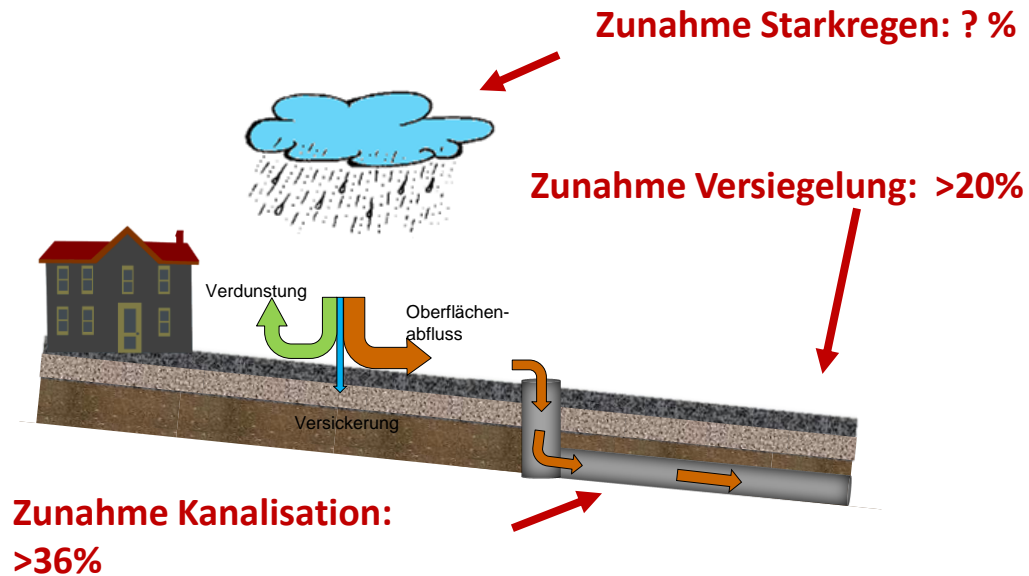 Zunahme Starkregen: ? %
Zunahme Versiegelung: >20%
Verdunstung
Oberflächen-
abfluss
Versickerung
Zunahme Kanalisation:
>36%